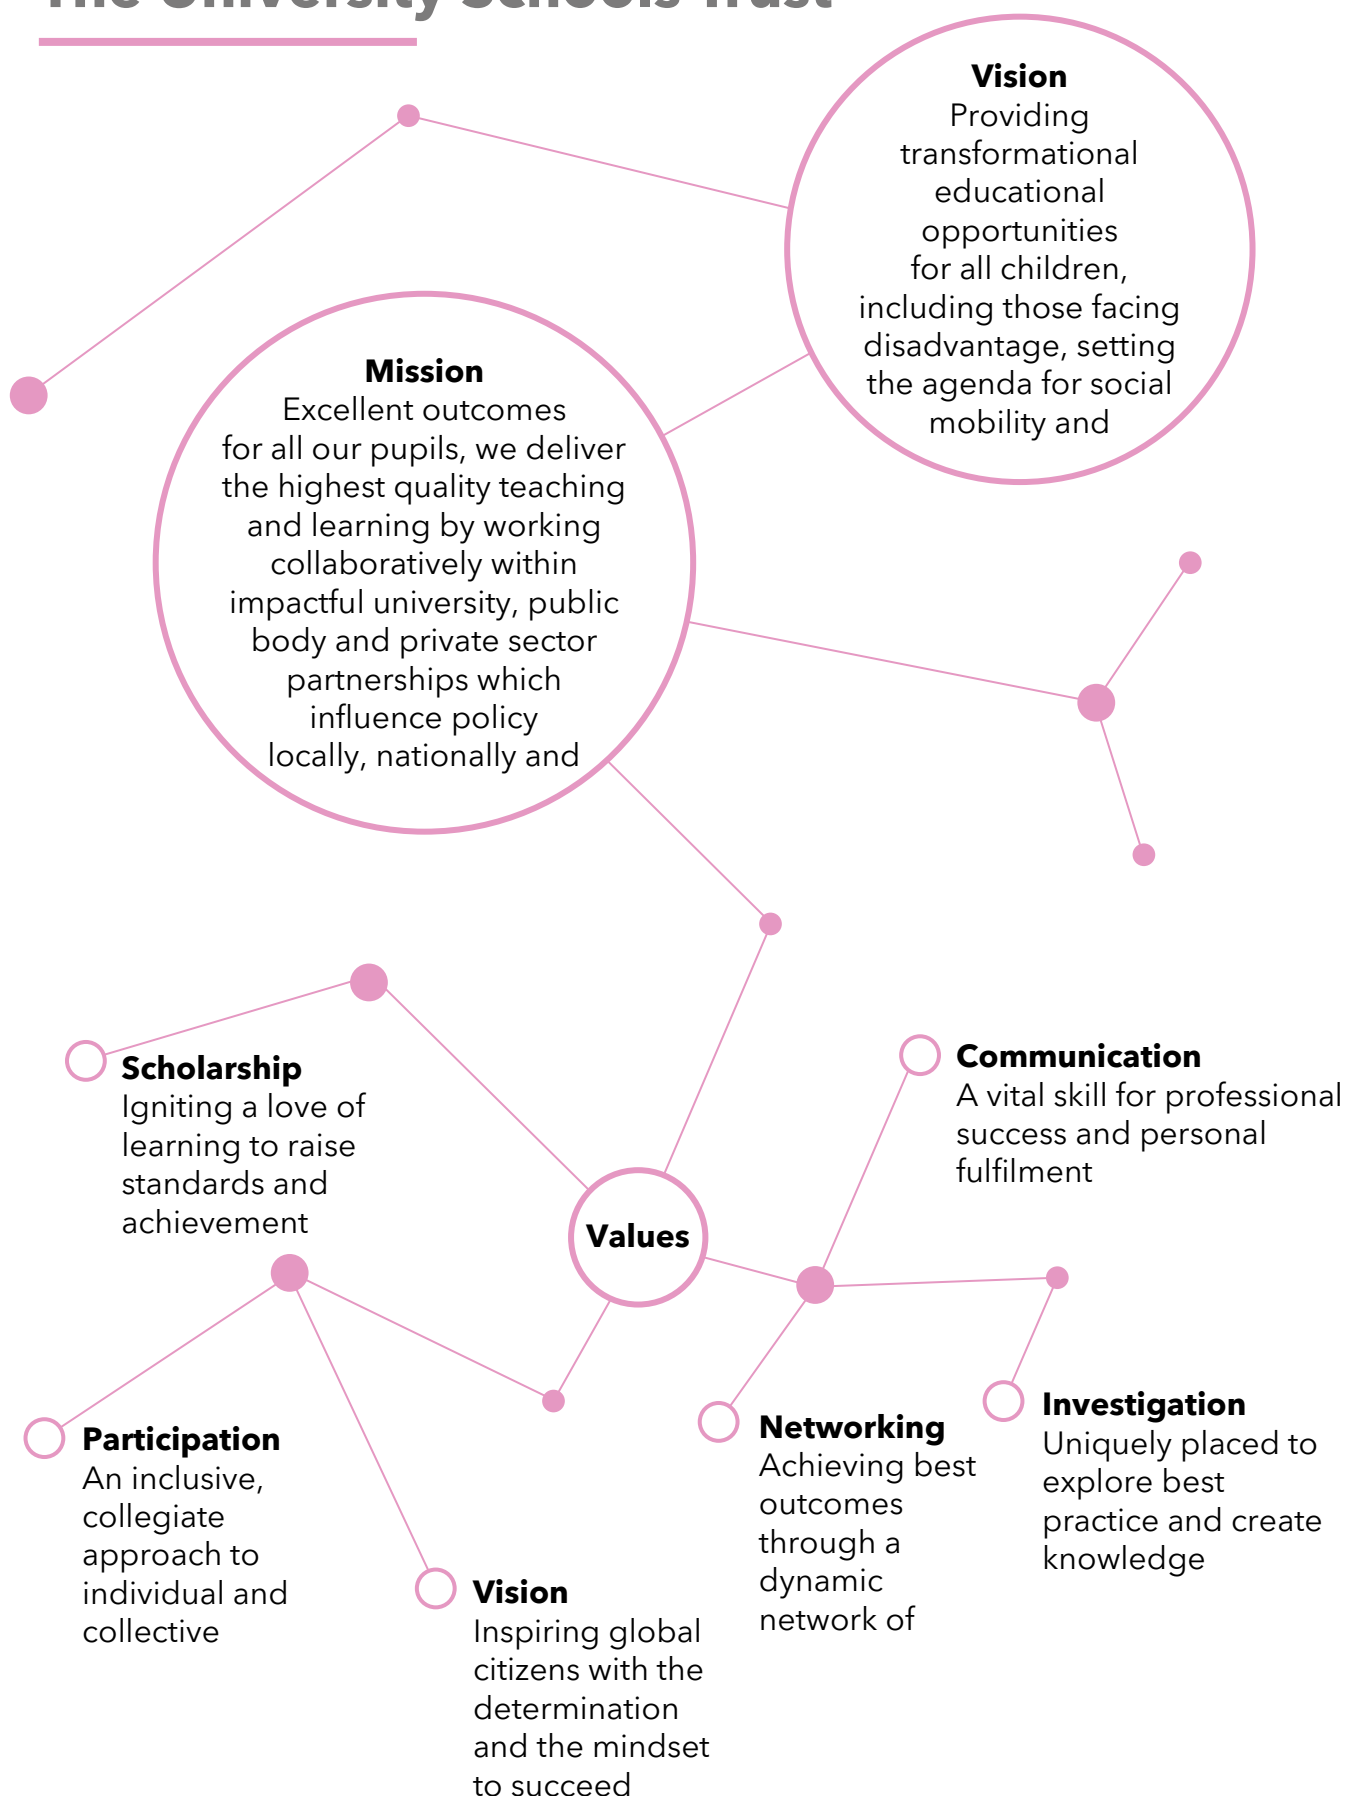 The University Schools Trust
Vision
Providing
transformational
educational
opportunities
for all children,
including those facing
disadvantage, setting
the agenda for social
mobility and
Mission
Excellent outcomes
for all our pupils, we deliver
the highest quality teaching
and learning by working
collaboratively within
impactful university, public
body and private sector
partnerships which
influence policy
locally, nationally and
Scholarship
Igniting a love of
learning to raise
standards and
achievement
Communication
A vital skill for professional
success and personal
fulfilment
Values
Participation
An inclusive,
collegiate
approach to
individual and
collective
Vision
Inspiring global
citizens with the
determination
and the mindset
to succeed
Networking
Achieving best
outcomes
through a
dynamic
network of
Investigation
Uniquely placed to
explore best
practice and create
knowledge